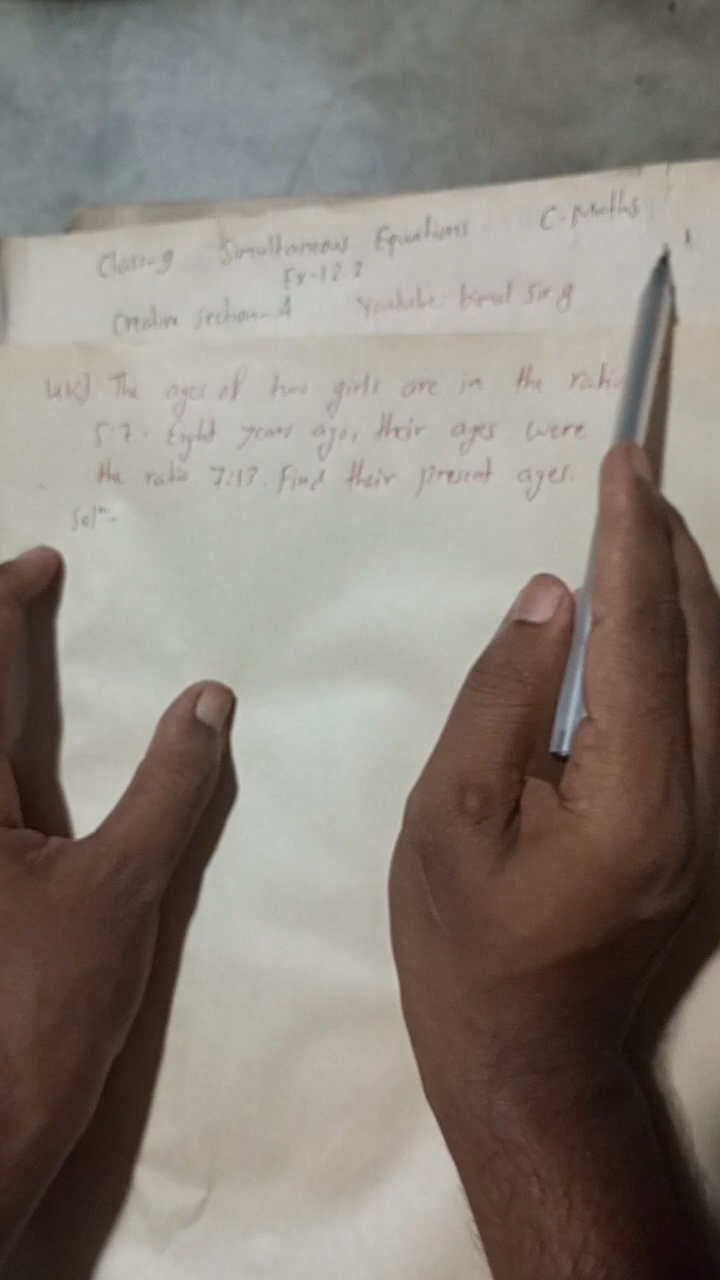 Class-9 Simultaneous Equations C. Maths
Ex-12.2
Creative Section-A Youtube: bimal sir g
4k) The ages of two girls are in the ratio
5:7. Eight years ago, their ages were
the ratio 7:13. Find their present ages.
Solⁿ-